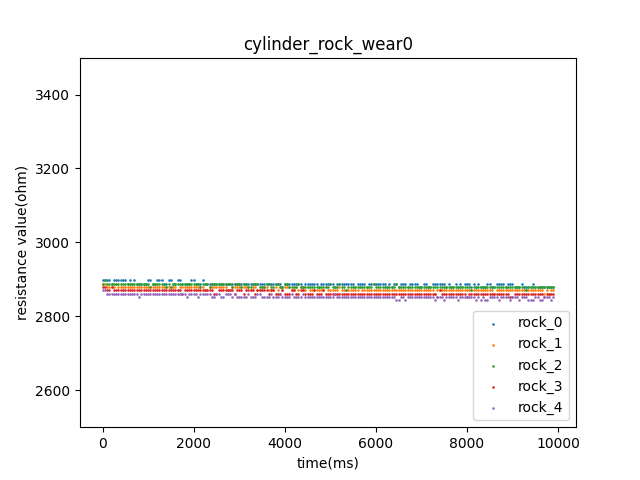 cylinder_rock_wear0
resistance value(ohm)
3400
3200
3000
2800
2600
rock_0
rock_1
rock_2
rock_3
rock_4
0 2000 4000 6000 8000 10000
time(ms)